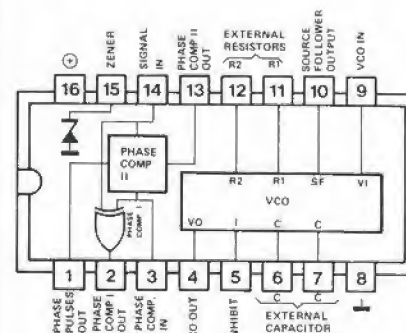 ⊕
ZENER
SIGNAL
IN
PHASE
COMP II
OUT
EXTERNAL
RESISTORS
R2 R1
SOURCE
FOLLOWER
OUTPUT
VCO IN
16 15 14 13 12 11 10 9
PHASE
COMP
II
PHASE
COMP I
R2 R1 SF VI
VCO
VO I C C
1 2 3 4 5 6 7 8
PHASE
PULSES
OUT
PHASE
COMP I
OUT
PHASE
COMP.
IN
OUT
C C
EXTERNAL
CAPACITOR